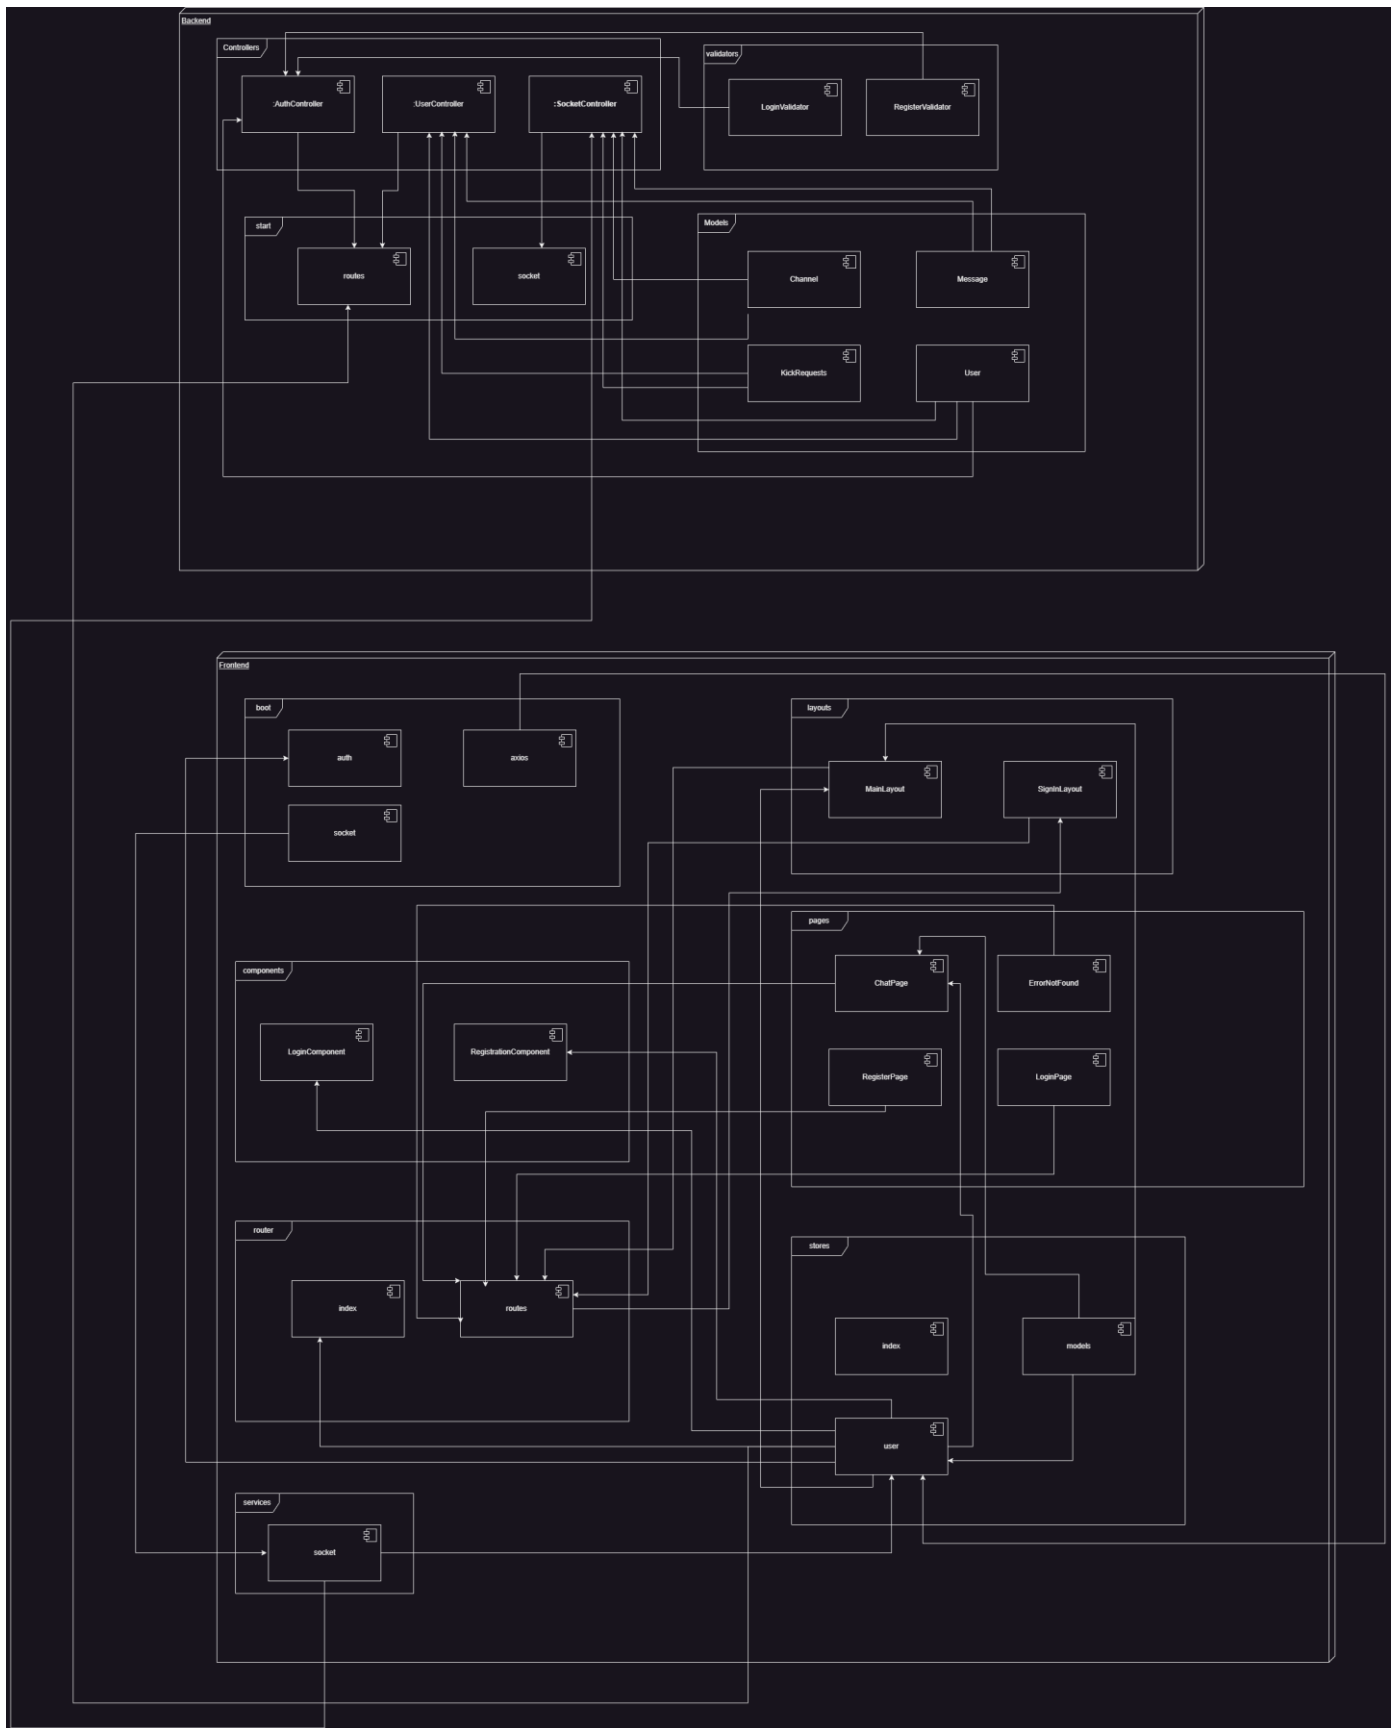 Backend
Controllers
validators
:AuthController
:UserController
:SocketController
LoginValidator
RegisterValidator
start
Models
routes
socket
Channel
Message
KickRequests
User
Frontend
boot
layouts
auth
axios
MainLayout
SignInLayout
socket
pages
components
ChatPage
ErrorNotFound
LoginComponent
RegistrationComponent
RegisterPage
LoginPage
router
stores
index
routes
index
models
user
services
socket